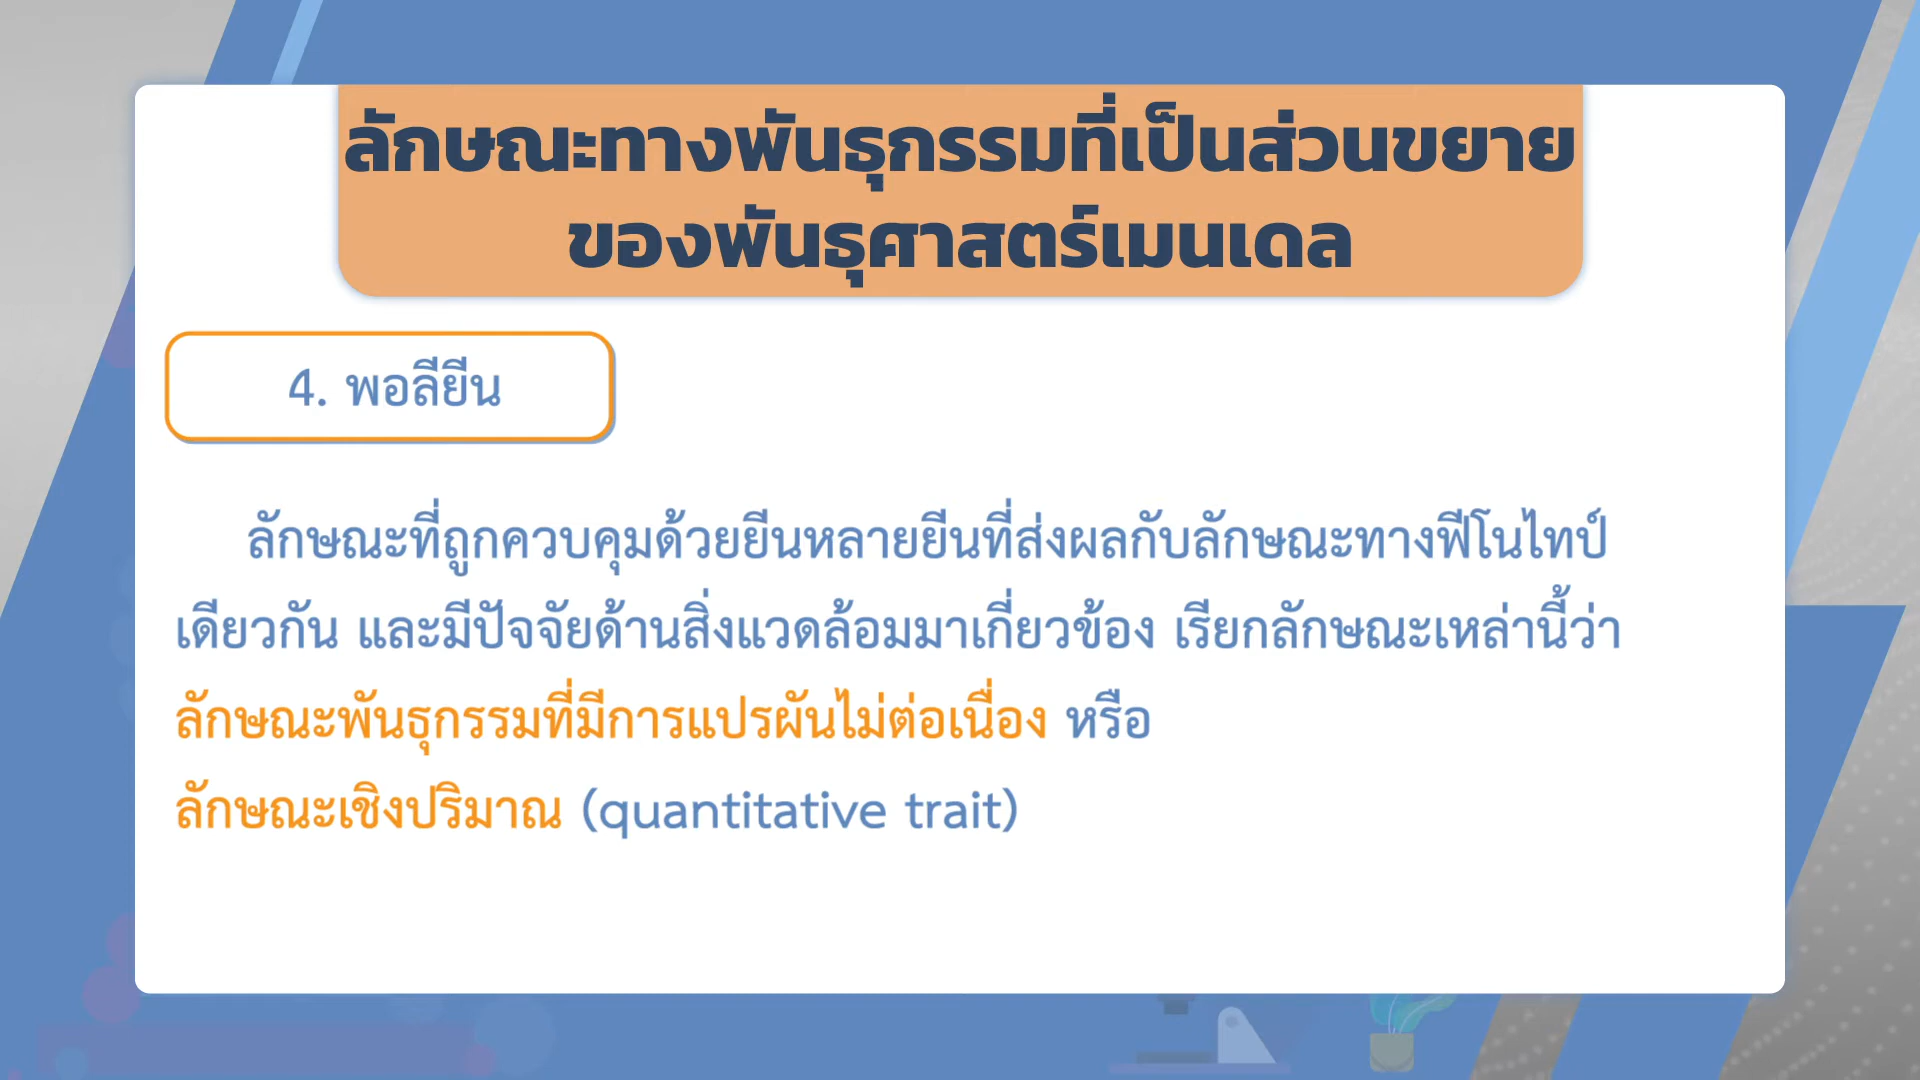 ลักษณะทางพันธุกรรมที่เป็นส่วนขยาย
ของพันธุศาสตร์เมนเดล
4. พอลียีน
ลักษณะที่ถูกควบคุมด้วยยีนหลายยีนที่ส่งผลกับลักษณะทางฟีโนไทป์
เดียวกัน และมีปัจจัยด้านสิ่งแวดล้อมมาเกี่ยวข้อง เรียกลักษณะเหล่านี้ว่า
ลักษณะพันธุกรรมที่มีการแปรผันไม่ต่อเนื่อง หรือ
ลักษณะเชิงปริมาณ (quantitative trait)